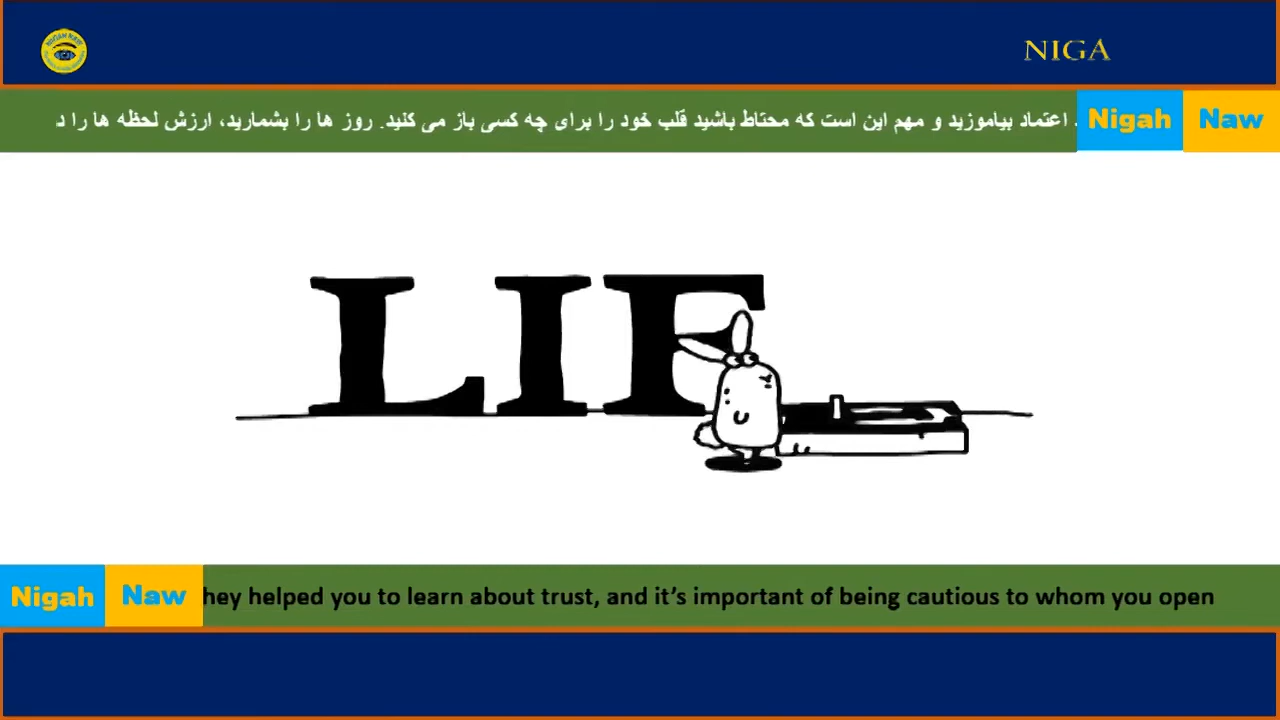 NIGAH NAW
NIGA
اعتماد بیاموزید و مهم این است که محتاط باشید قلب خود را برای چه کسی باز می کنید. روز ها را بشمارید، ارزش لحظه ها را د
Nigah Naw
LIF
Nigah Naw
hey helped you to learn about trust, and it's important of being cautious to whom you open